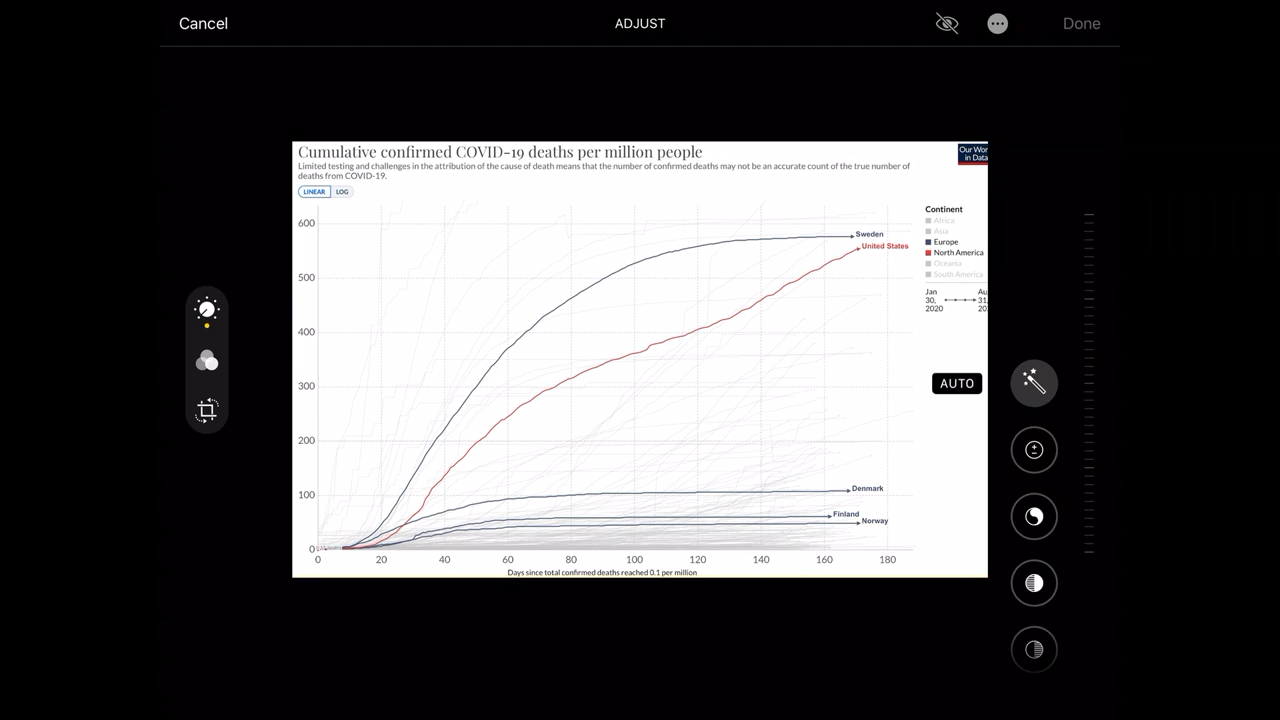 Cancel
ADJUST
Done
Cumulative confirmed COVID-19 deaths per million people
Limited testing and challenges in the attribution of the cause of death means that the number of confirmed deaths may not be an accurate count of the true number of
deaths from COVID-19.
Our Wor
in Data
LINEAR LOG
600
500
400
300
200
100
0
0 20 40 60 80 100 120 140 160 180
Days since total confirmed deaths reached 0.1 per million
Sweden
United States
Denmark
Finland
Norway
Continent
Africa
Asia
Europe
North America
Oceania
South America
Jan Au
30, 31,
2020 20
AUTO